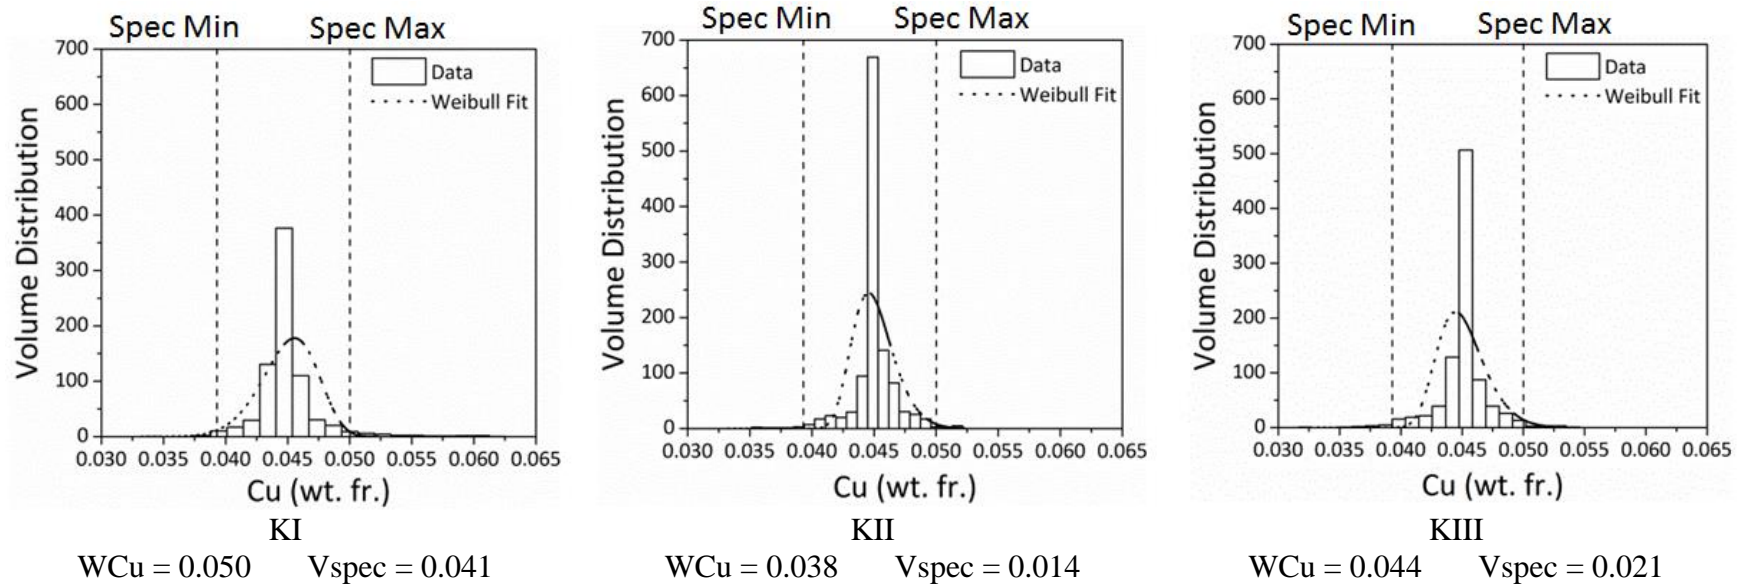 Spec Min Spec Max
700
600
500
400
300
200
100
0
Volume Distribution
Data
Weibull Fit
0.030 0.035 0.040 0.045 0.050 0.055 0.060 0.065
Cu (wt. fr.)
KI
WCu = 0.050 Vspec = 0.041
Spec Min Spec Max
700
600
500
400
300
200
100
0
Volume Distribution
Data
Weibull Fit
0.030 0.035 0.040 0.045 0.050 0.055 0.060 0.065
Cu (wt. fr.)
KII
WCu = 0.038 Vspec = 0.014
Spec Min Spec Max
700
600
500
400
300
200
100
0
Volume Distribution
Data
Weibull Fit
0.030 0.035 0.040 0.045 0.050 0.055 0.060 0.065
Cu (wt. fr.)
KIII
WCu = 0.044 Vspec = 0.021